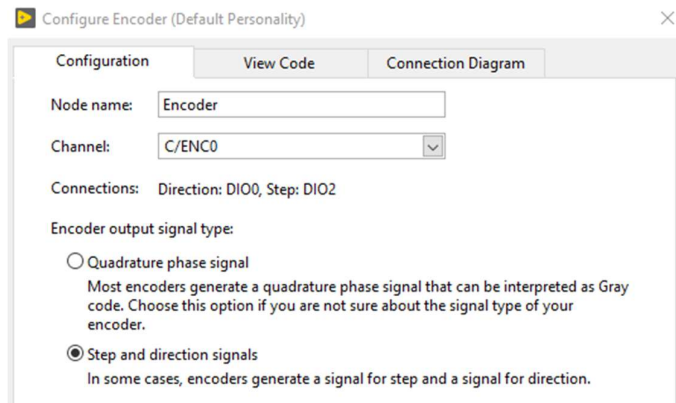 Configure Encoder (Default Personality)
Configuration View Code Connection Diagram
Node name: Encoder
Channel: C/ENC0
Connections: Direction: DIO0, Step: DIO2
Encoder output signal type:
Quadrature phase signal
Most encoders generate a quadrature phase signal that can be interpreted as Gray
code. Choose this option if you are not sure about the signal type of your
encoder.
Step and direction signals
In some cases, encoders generate a signal for step and a signal for direction.